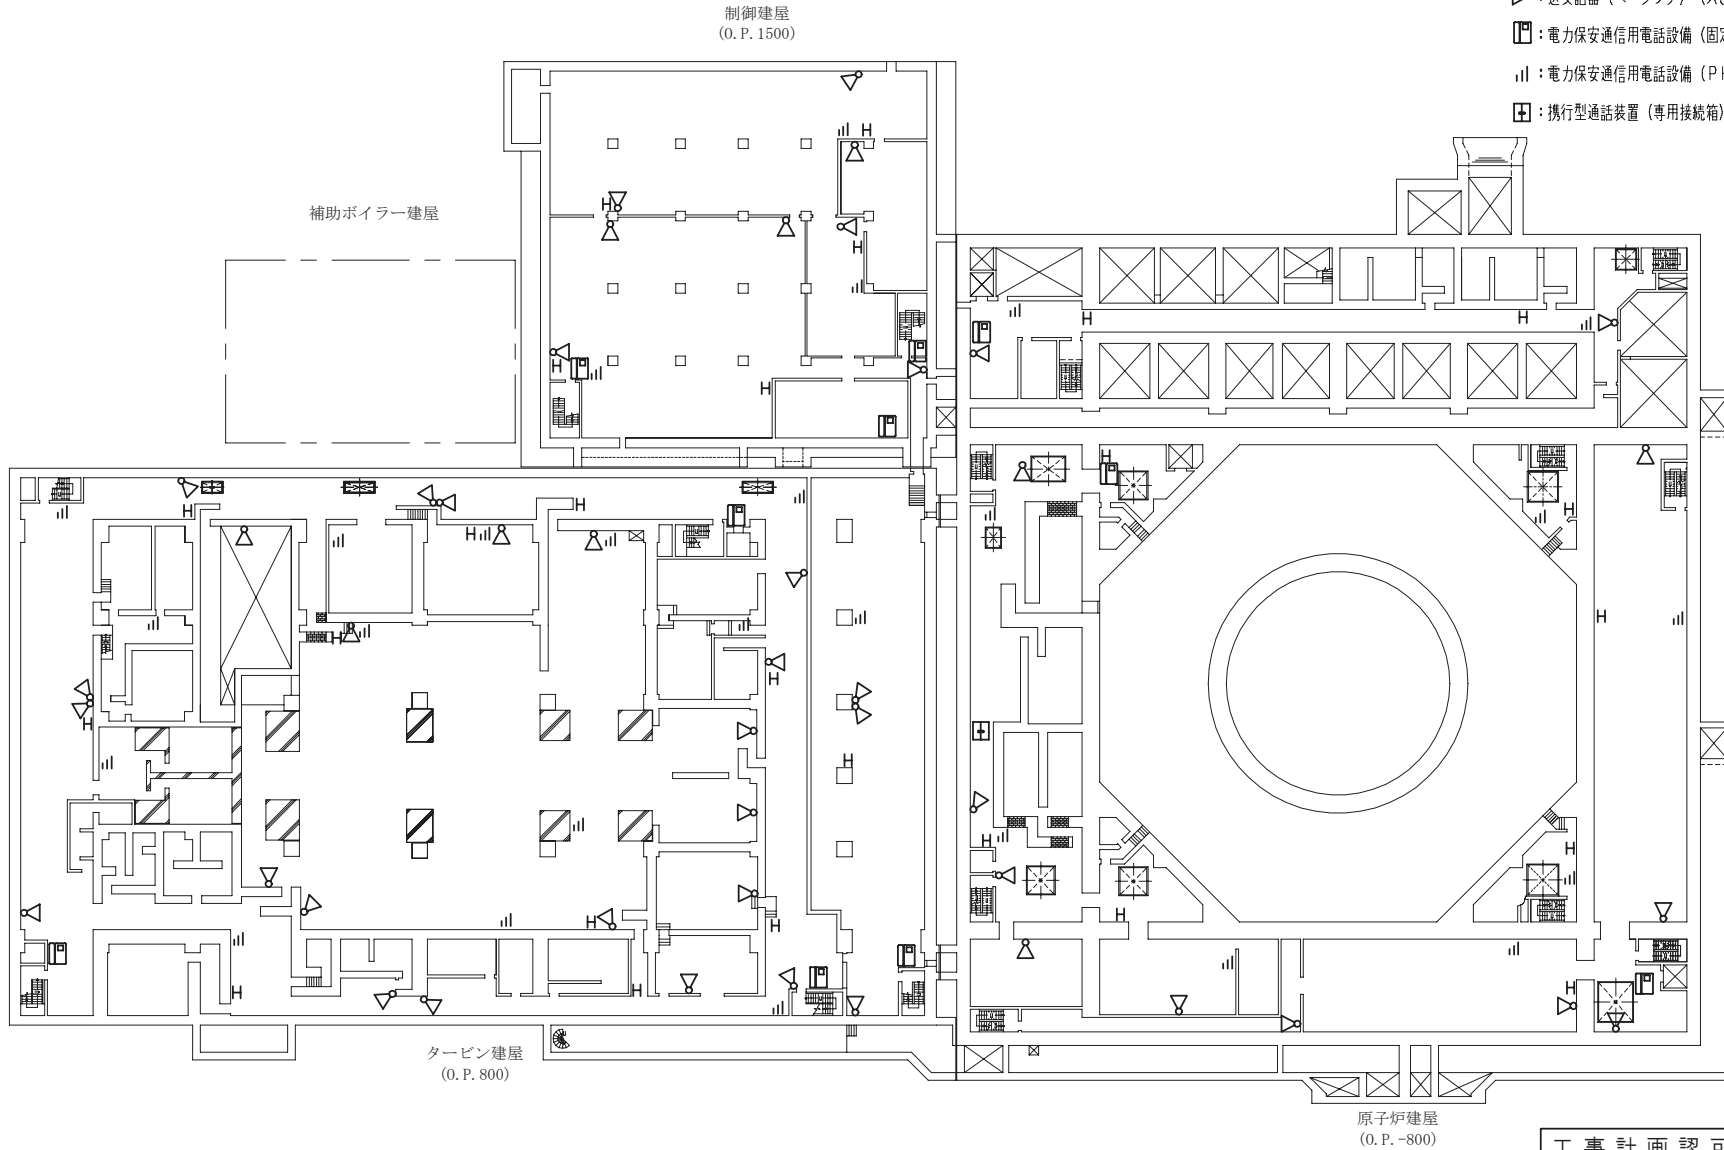 制御建屋
(O.P.1500)
:電力保安通信用電話設備(固定
:電力保安通信用電話設備(PH
:携行型通話装置(専用接続箱)
補助ボイラー建屋
タービン建屋
(O.P.800)
原子炉建屋
(O.P.-800)
工事計画認可